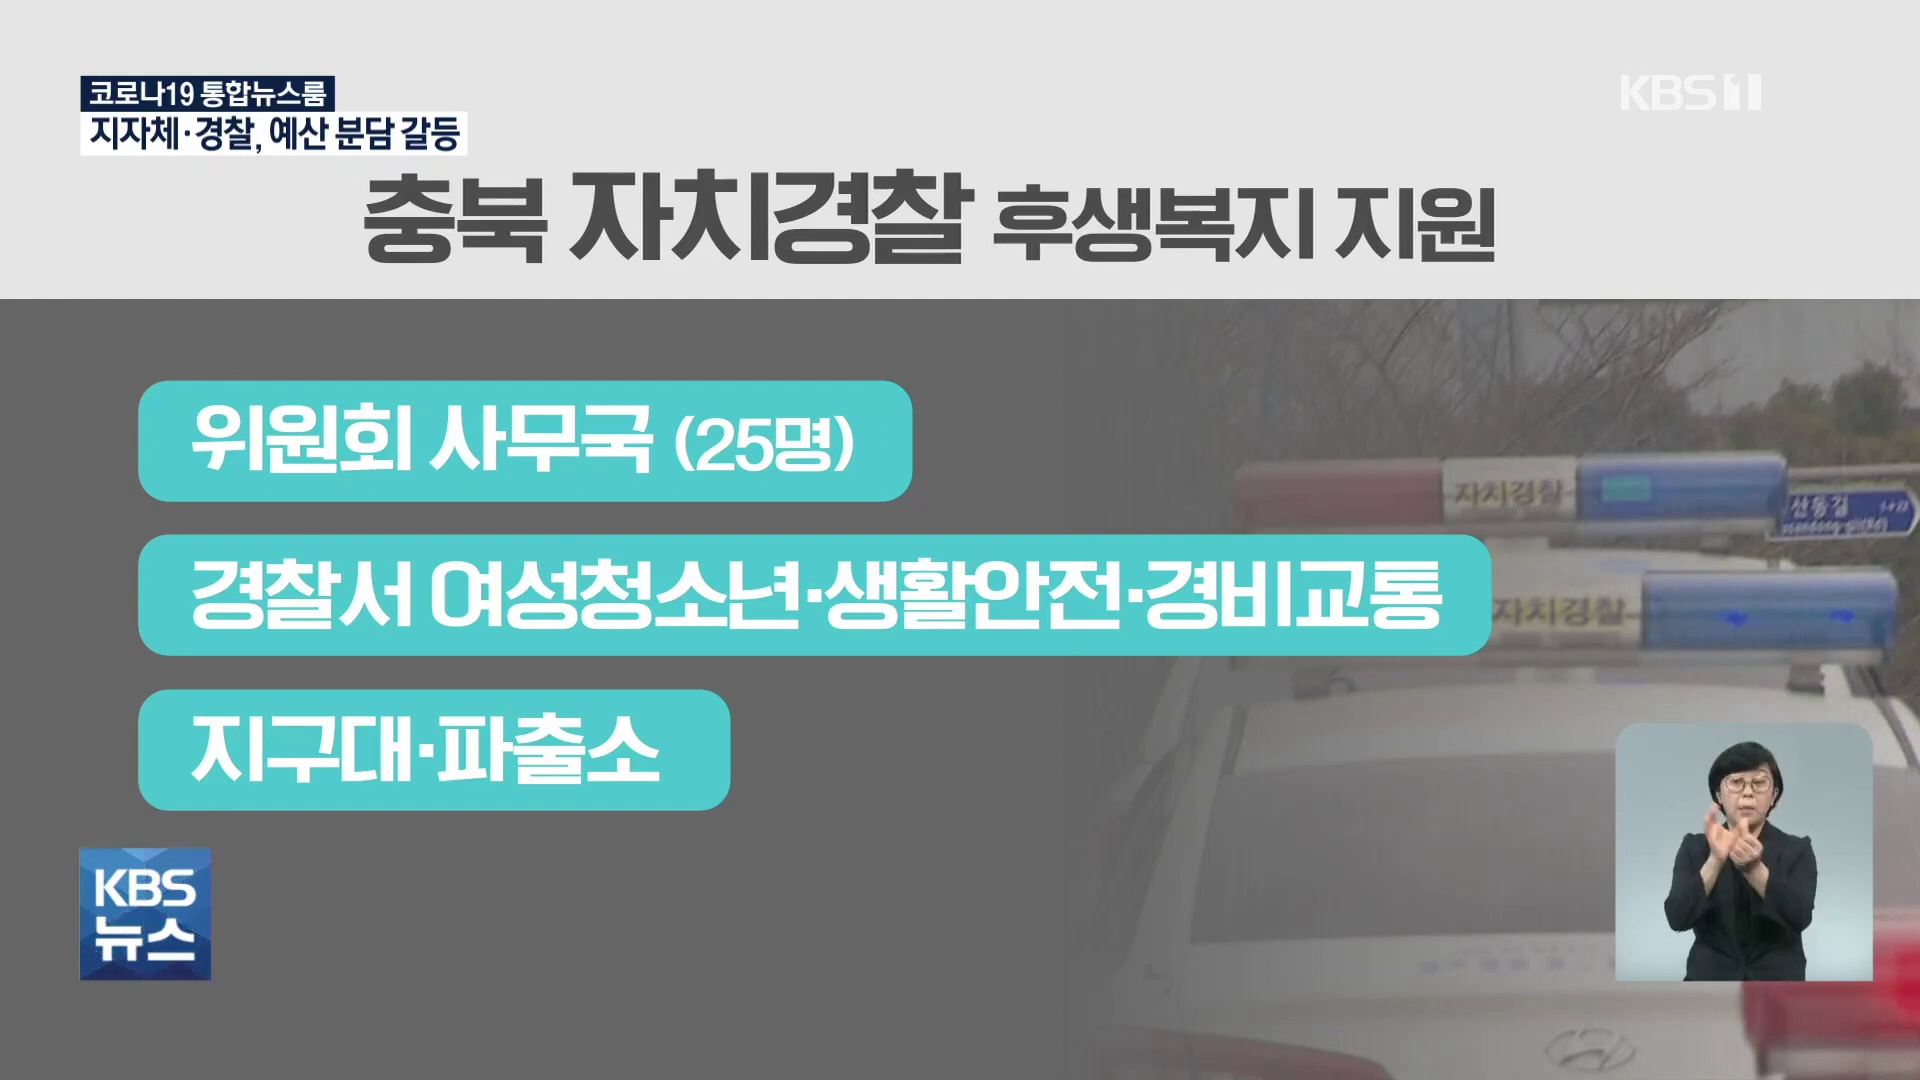 코로나19 통합뉴스룸
KBS 1
지자체·경찰, 예산 분담 갈등
충북 자치경찰 후생복지 지원
위원회 사무국 (25명)
자치경찰
산동길
경찰서 여성청소년·생활안전·경비교통
자치경찰
지구대·파출소
KBS
뉴스